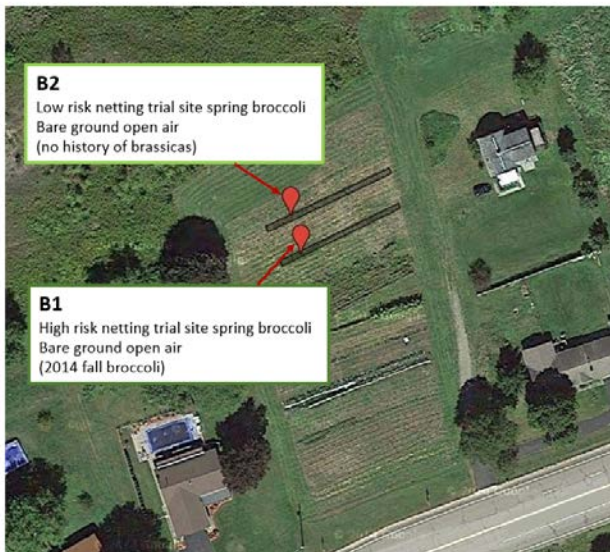 B2
Low risk netting trial site spring broccoli
Bare ground open air
(no history of brassicas)
B1
High risk netting trial site spring broccoli
Bare ground open air
(2014 fall broccoli)